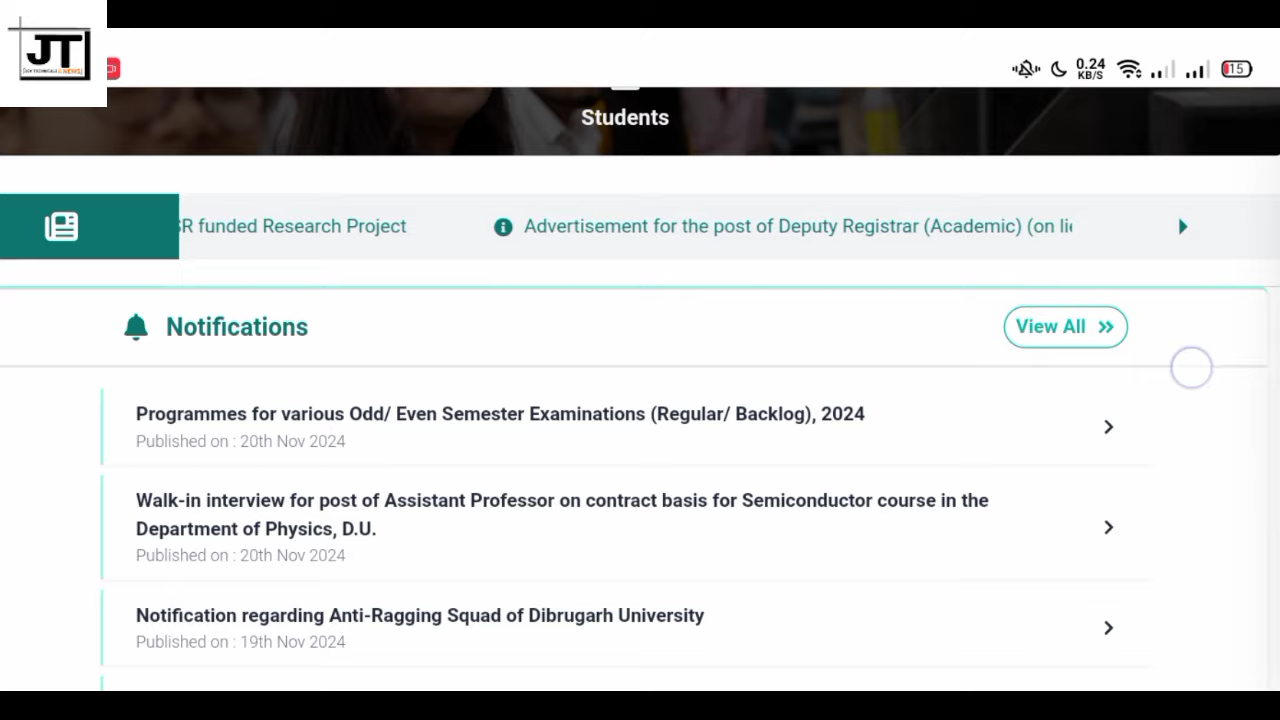 JT
0.24
KB/S
15
Students
SR funded Research Project
Advertisement for the post of Deputy Registrar (Academic) (on lie
Notifications
View All
Programmes for various Odd/ Even Semester Examinations (Regular/ Backlog), 2024
Published on : 20th Nov 2024
Walk-in interview for post of Assistant Professor on contract basis for Semiconductor course in the
Department of Physics, D.U.
Published on : 20th Nov 2024
Notification regarding Anti-Ragging Squad of Dibrugarh University
Published on : 19th Nov 2024